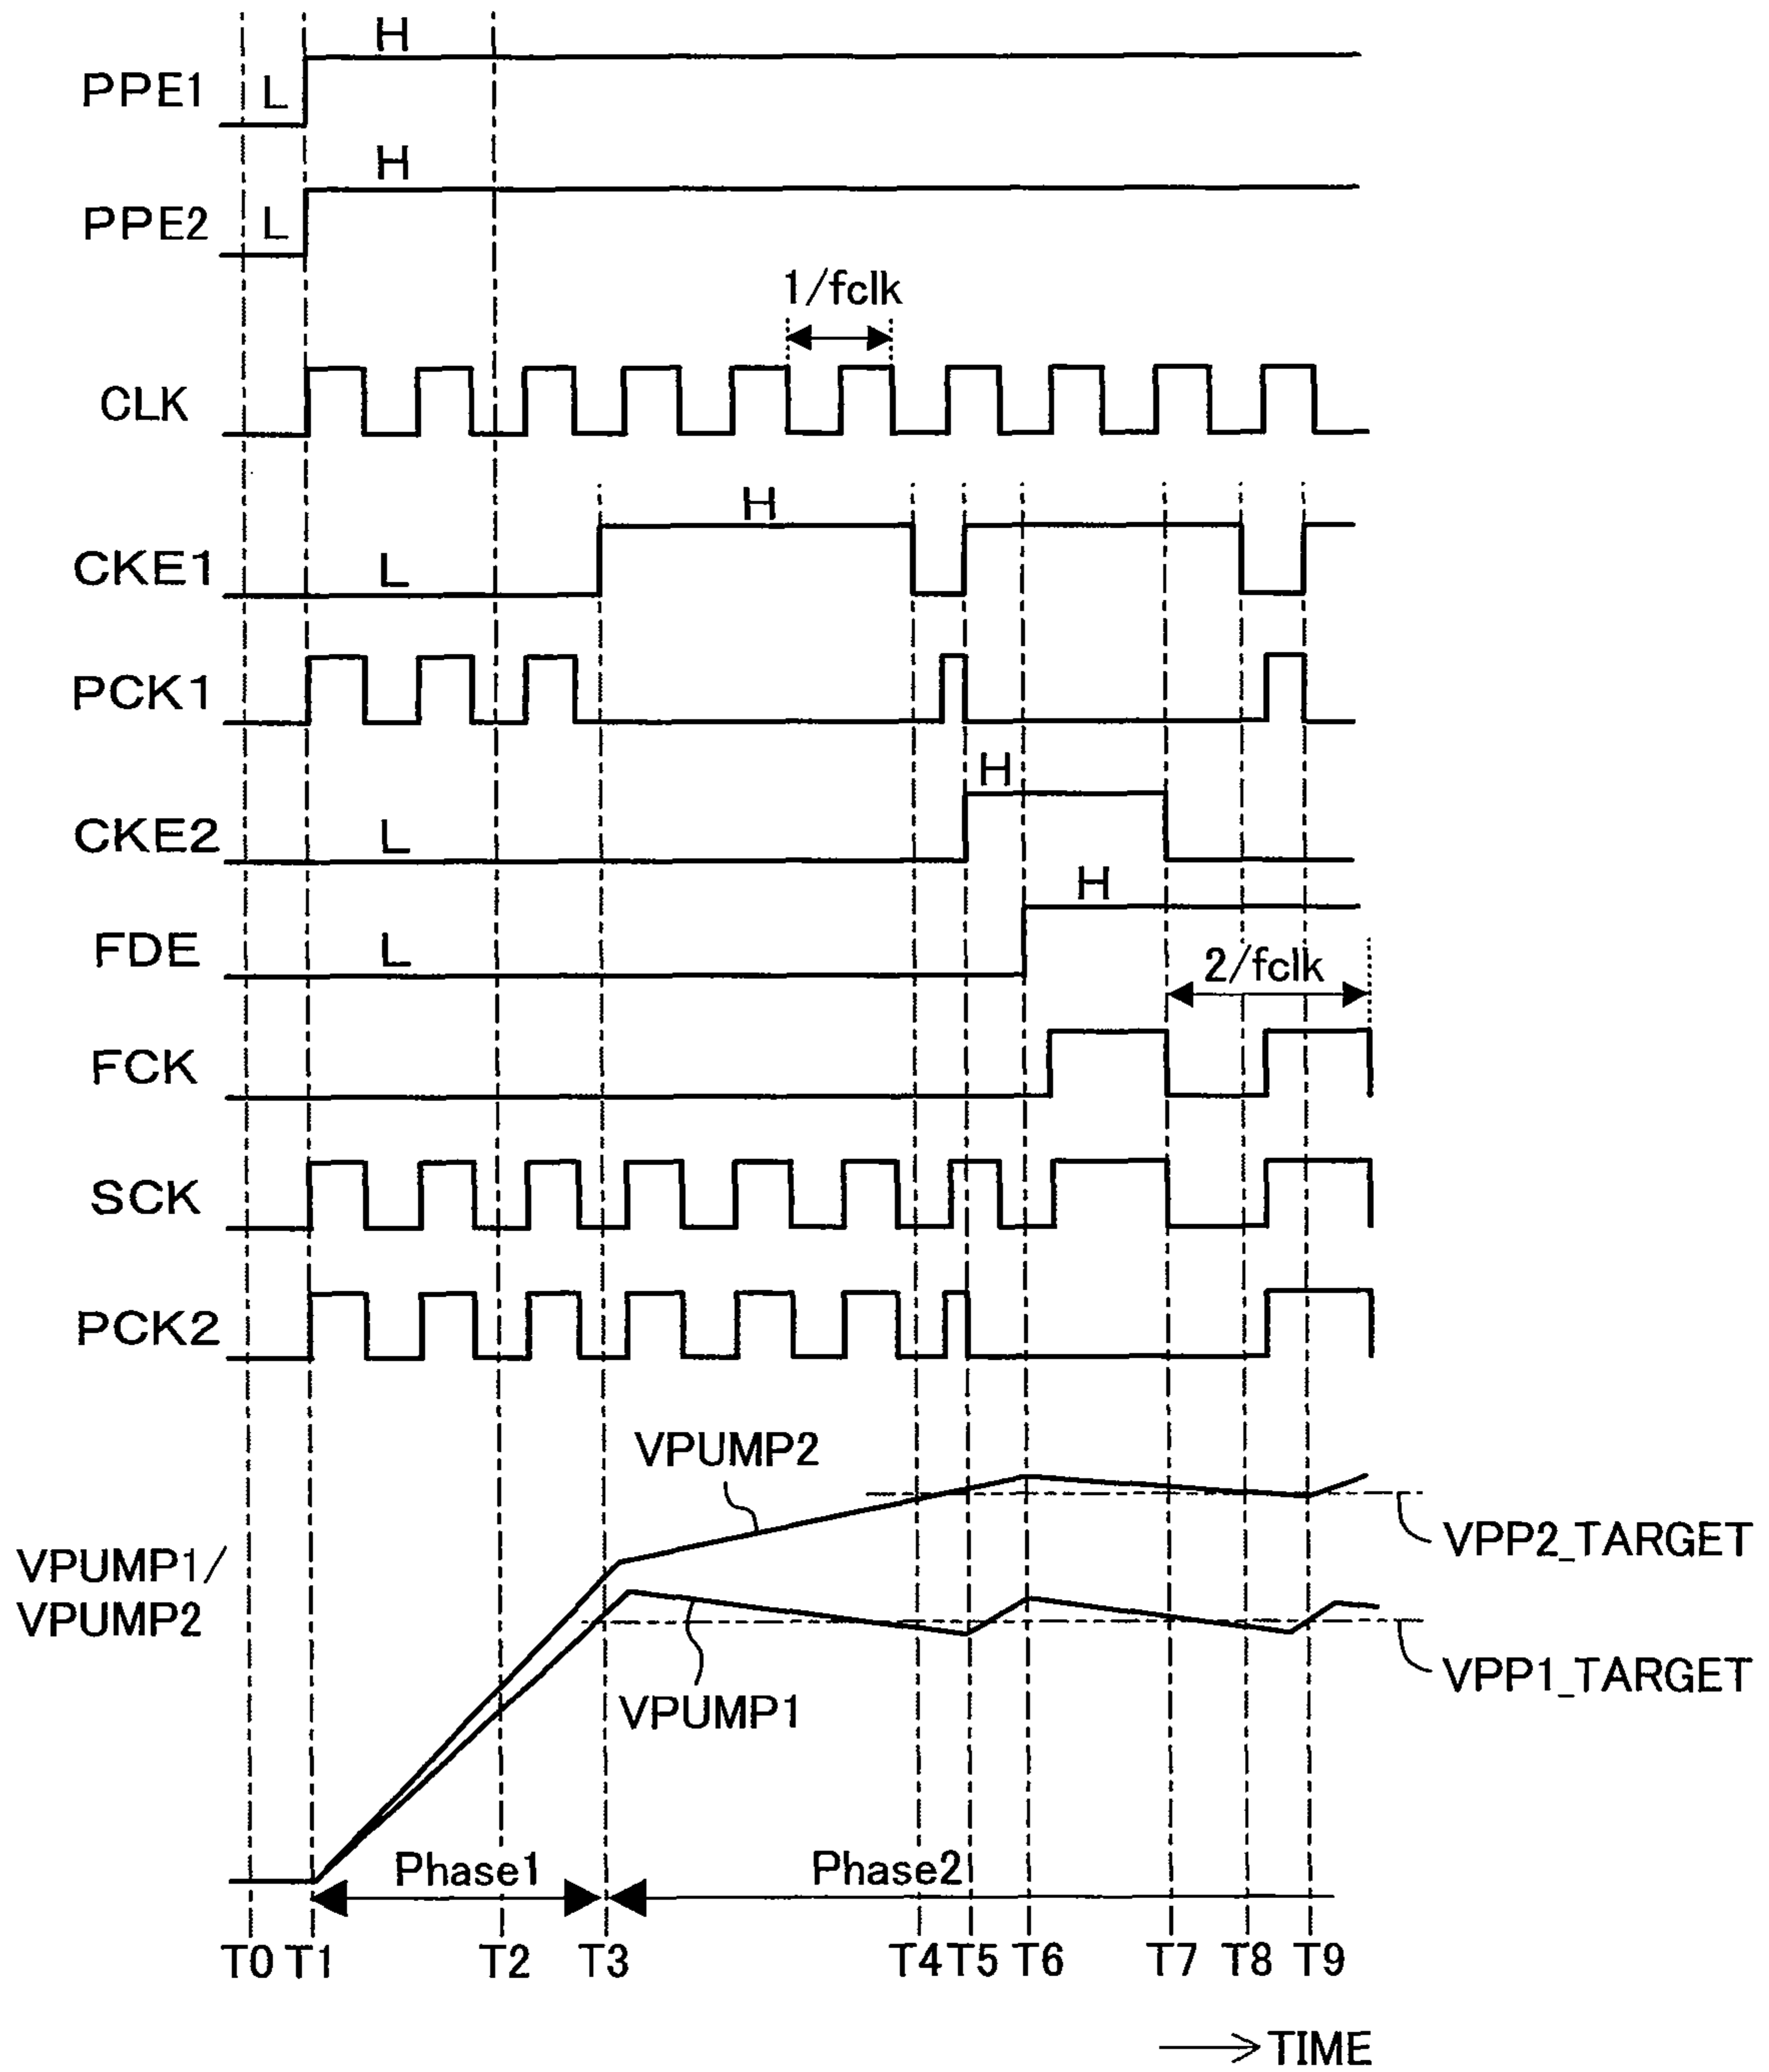 H
PPE1 L
H
PPE2 L
1/fclk
CLK
H
CKE1 L
PCK1
H
CKE2 L
H
FDE L
2/fclk
FCK
SCK
PCK2
VPUMP2
VPP2_TARGET
VPUMP1/
VPUMP2
VPP1_TARGET
VPUMP1
Phase1 Phase2
T0 T1 T2 T3 T4 T5 T6 T7 T8 T9
TIME